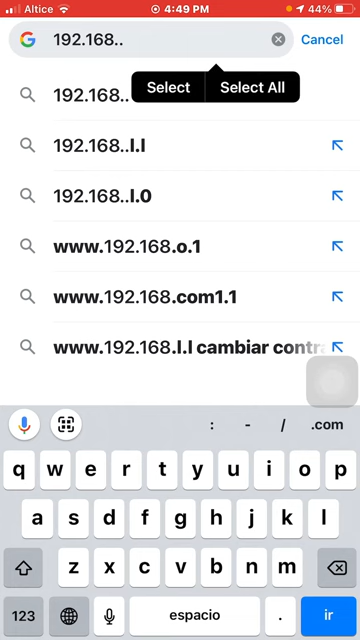 Altice 4:49 PM 44%
192.168.. Cancel
Select Select All
192.168..
192.168..l.l
192.168..l.0
www.192.168.o.1
www.192.168.com1.1
www.192.168.l.l cambiar contra
: - / .com
q w e r t y u i o p
a s d f g h j k l
z x c v b n m
123 espacio . ir